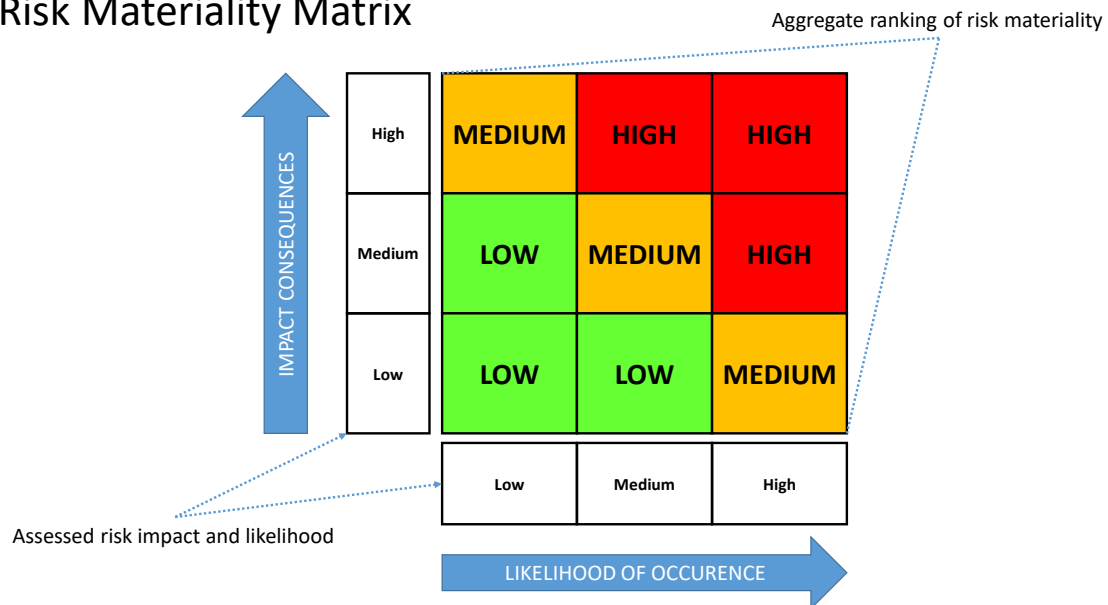 Risk Materiality Matrix
Aggregate ranking of risk materiality
IMPACT CONSEQUENCES
High
MEDIUM
HIGH
HIGH
Medium
LOW
MEDIUM
HIGH
Low
LOW
LOW
MEDIUM
Low
Medium
High
Assessed risk impact and likelihood
LIKELIHOOD OF OCCURENCE